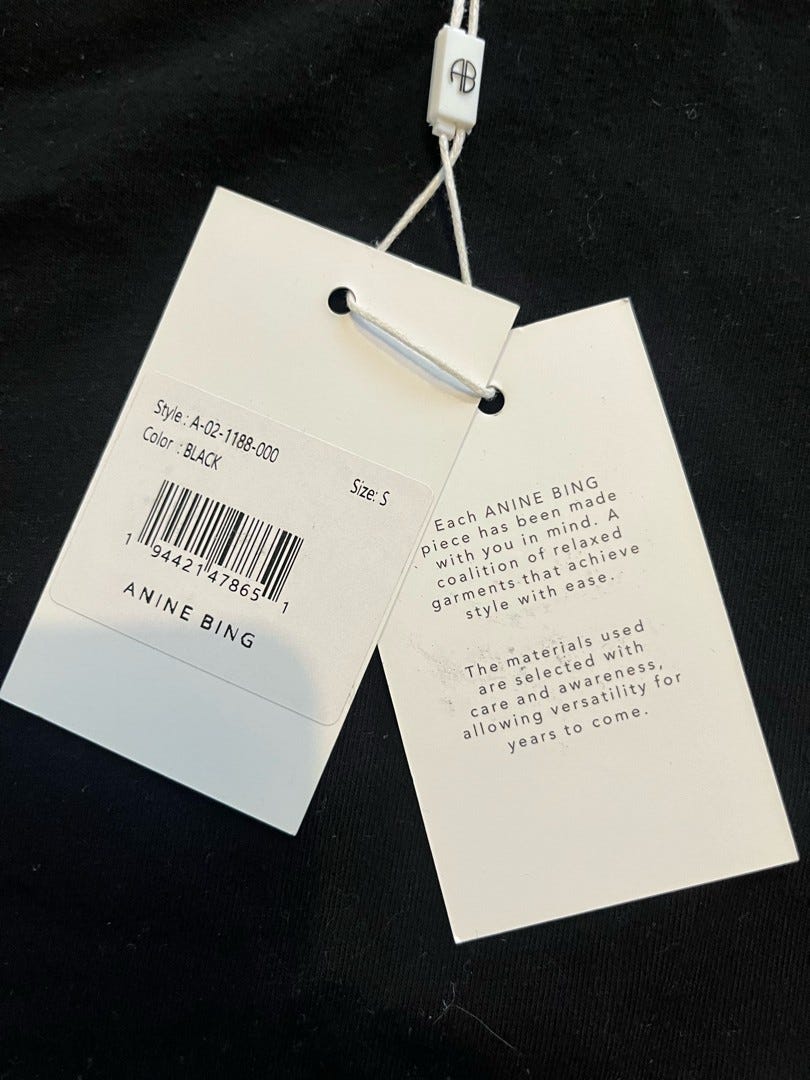 AB
Style : A-02-1188-000
Color : BLACK
Size: S
1 94421 47865 1
ANINE BING
Each ANINE BING
piece has been made
with you in mind. A
coalition of relaxed
garments that achieve
style with ease.
The materials used
are selected with
care and awareness,
allowing versatility for
years to come.